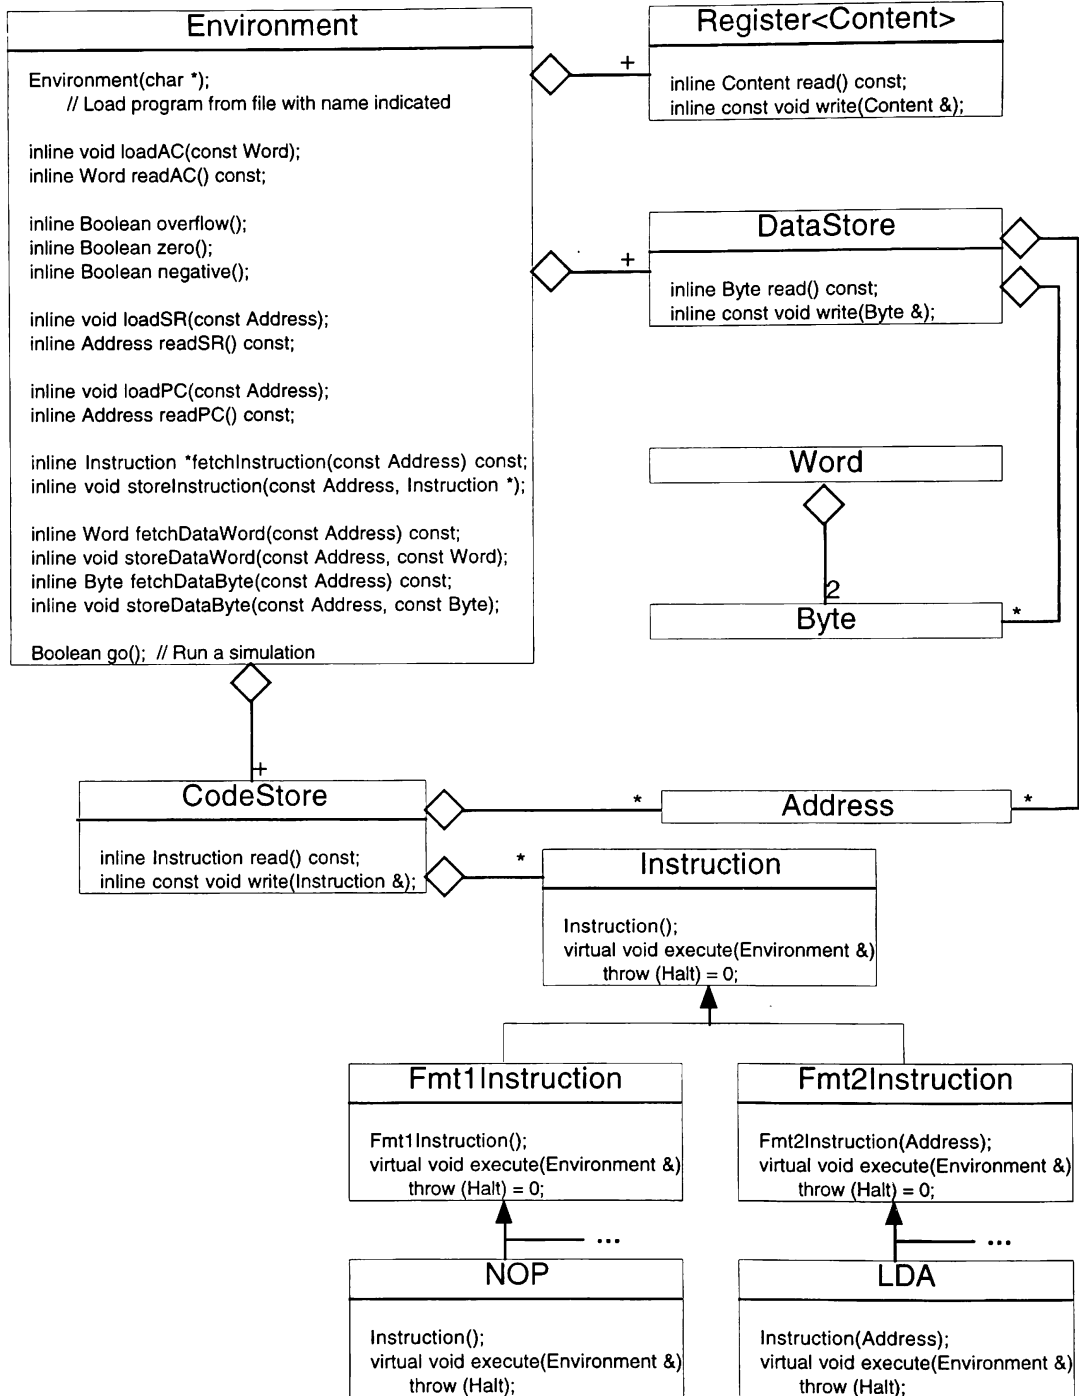 Environment
Environment(char *);
// Load program from file with name indicated
inline void loadAC(const Word);
inline Word readAC() const;
inline Boolean overflow();
inline Boolean zero();
inline Boolean negative();
inline void loadSR(const Address);
inline Address readSR() const;
inline void loadPC(const Address);
inline Address readPC() const;
inline Instruction *fetchInstruction(const Address) const;
inline void storeInstruction(const Address, Instruction *);
inline Word fetchDataWord(const Address) const;
inline void storeDataWord(const Address, const Word);
inline Byte fetchDataByte(const Address) const;
inline void storeDataByte(const Address, const Byte);
Boolean go(); // Run a simulation
+
Register<Content>
inline Content read() const;
inline const void write(Content &);
+
DataStore
inline Byte read() const;
inline const void write(Byte &);
Word
2
Byte
*
+
CodeStore
inline Instruction read() const;
inline const void write(Instruction &);
*
Address
*
*
Instruction
Instruction();
virtual void execute(Environment &)
throw (Halt) = 0;
Fmt1Instruction
Fmt1Instruction();
virtual void execute(Environment &)
throw (Halt) = 0;
...
Fmt2Instruction
Fmt2Instruction(Address);
virtual void execute(Environment &)
throw (Halt) = 0;
...
NOP
Instruction();
virtual void execute(Environment &)
throw (Halt);
LDA
Instruction(Address);
virtual void execute(Environment &)
throw (Halt);